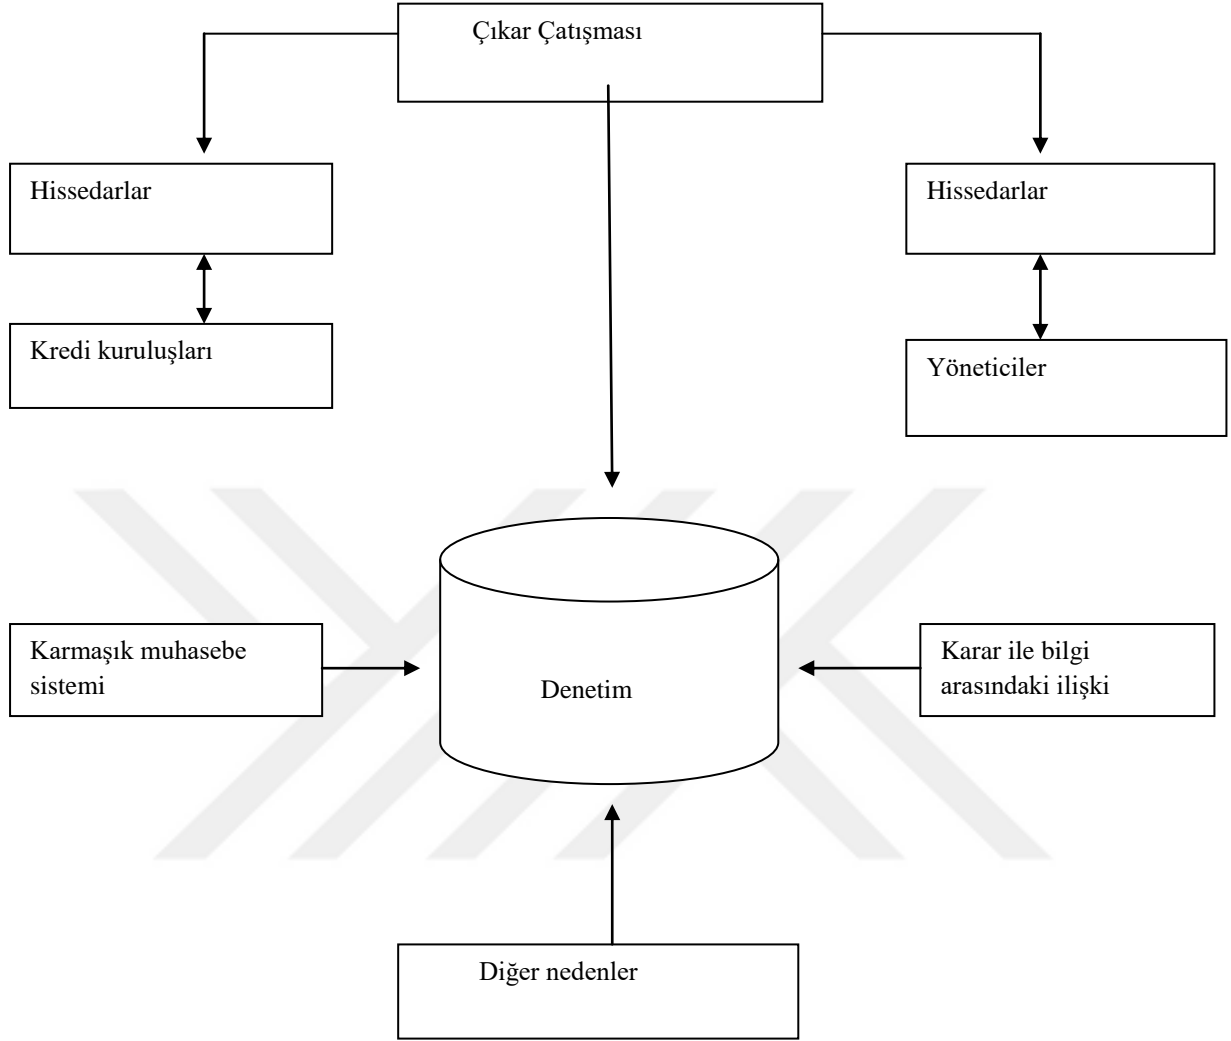 Çıkar Çatışması
Hissedarlar
Hissedarlar
Kredi kuruluşları
Yöneticiler
Karmaşık muhasebe
sistemi
Denetim
Karar ile bilgi
arasındaki ilişki
Diğer nedenler